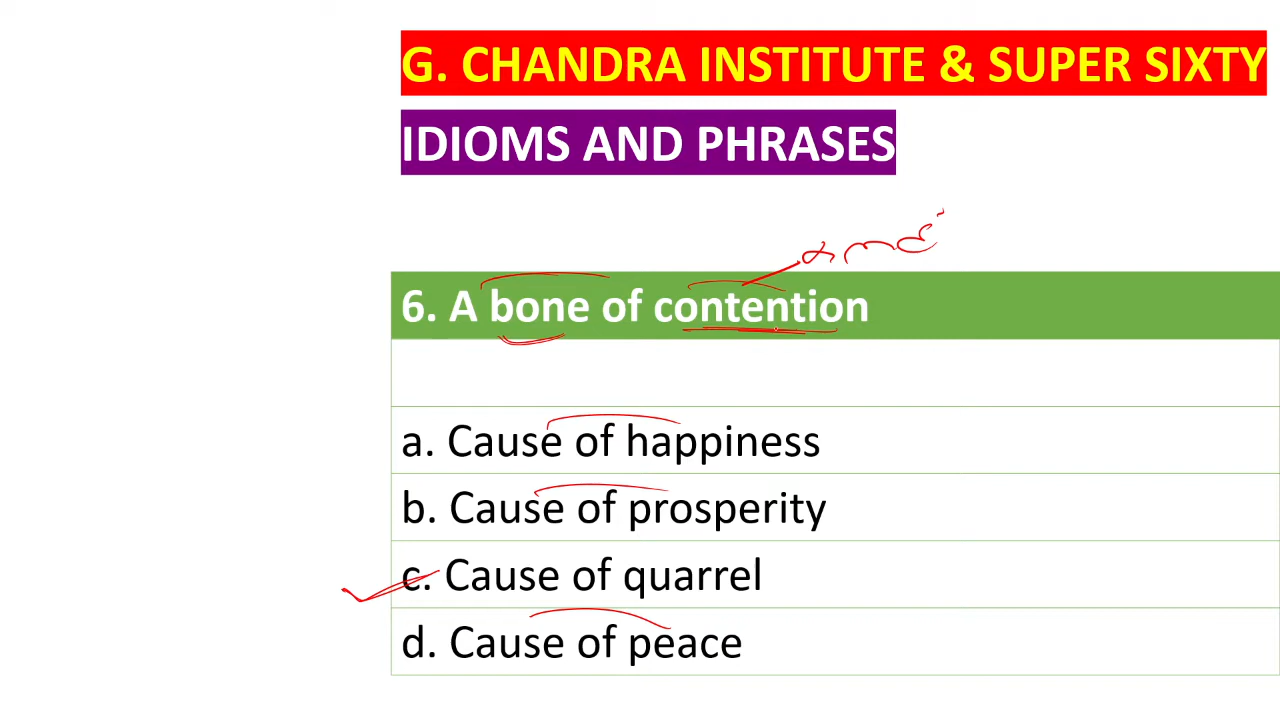 G. CHANDRA INSTITUTE & SUPER SIXTY
IDIOMS AND PHRASES
6. A bone of contention
a. Cause of happiness
b. Cause of prosperity
c. Cause of quarrel
d. Cause of peace